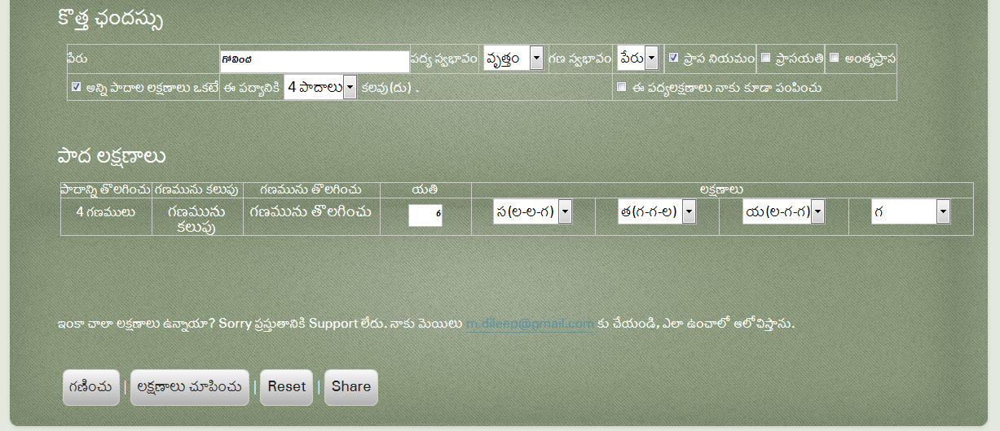 కొత్త ఛందస్సు
పేరు గోవింద పద్య స్వభావం వృత్తం గణ స్వభావం పేరు ప్రాస నియమం ప్రాసయతి అంత్యప్రాస
అన్ని పాదాల లక్షణాలు ఒకటే ఈ పద్యానికి 4 పాదాలు కలవు(దు) . ఈ పద్యలక్షణాలు నాకు కూడా పంపించు
పాద లక్షణాలు
పాదాన్ని తొలగించు గణమును కలుపు గణమును తొలగించు యతి లక్షణాలు
4 గణములు గణమును కలుపు గణమును తొలగించు 6 స(ల-ల-గ) త(గ-గ-ల) య(ల-గ-గ) గ
ఇంకా చాలా లక్షణాలు ఉన్నాయా? Sorry ప్రస్తుతానికి Support లేదు. నాకు మెయిలు m.dileep@gmail.com కు చేయండి, ఎలా ఉంచాలో ఆలోచిస్తాను.
గణించు | లక్షణాలు చూపించు | Reset | Share